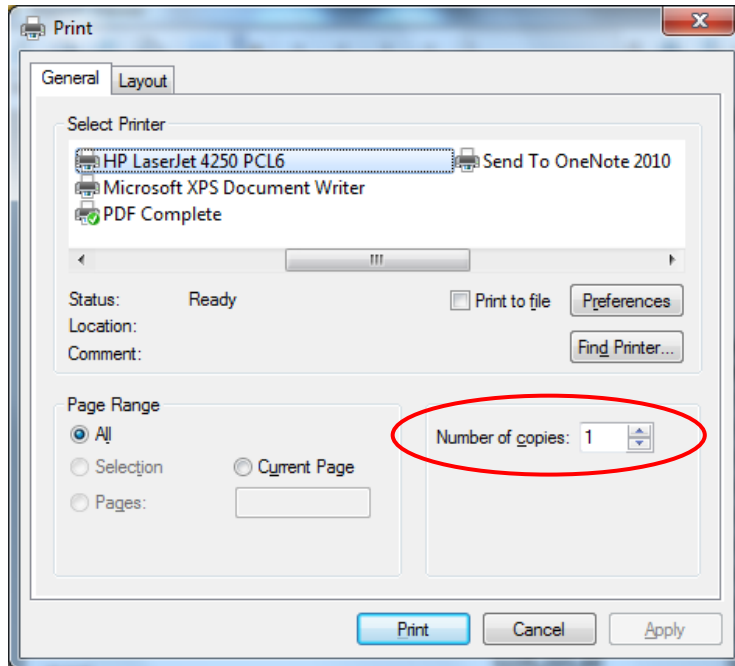 Print
General Layout
Select Printer
HP LaserJet 4250 PCL6 Send To OneNote 2010
Microsoft XPS Document Writer
PDF Complete
Status: Ready Print to file Preferences
Location:
Comment: Find Printer...
Page Range
All Number of copies: 1
Selection Current Page
Pages:
Print Cancel Apply